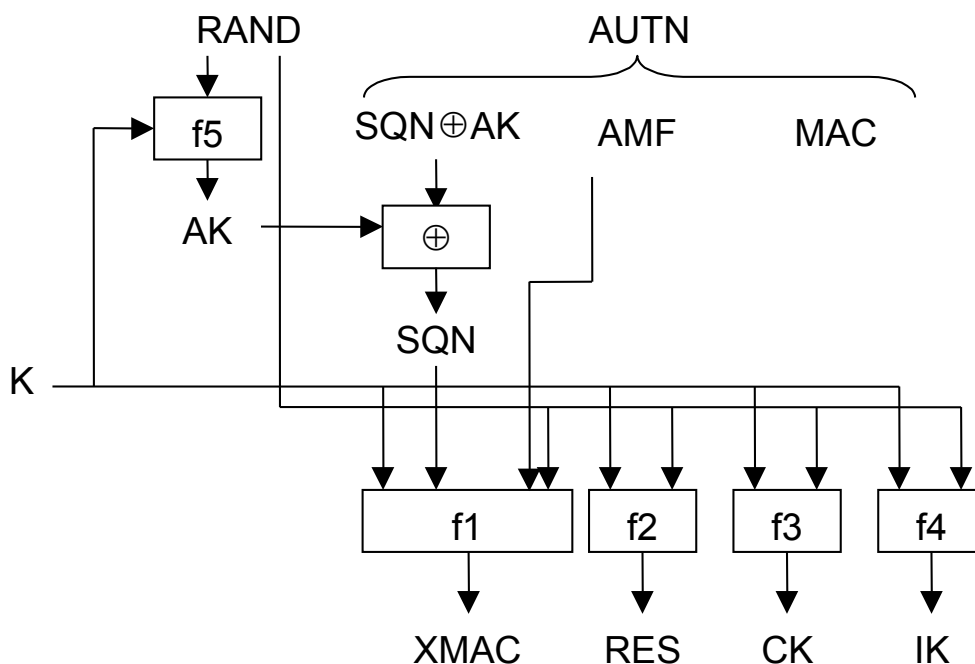 RAND AUTN
f5 SQN⊕AK AMF MAC
AK ⊕
SQN
K
f1 f2 f3 f4
XMAC RES CK IK